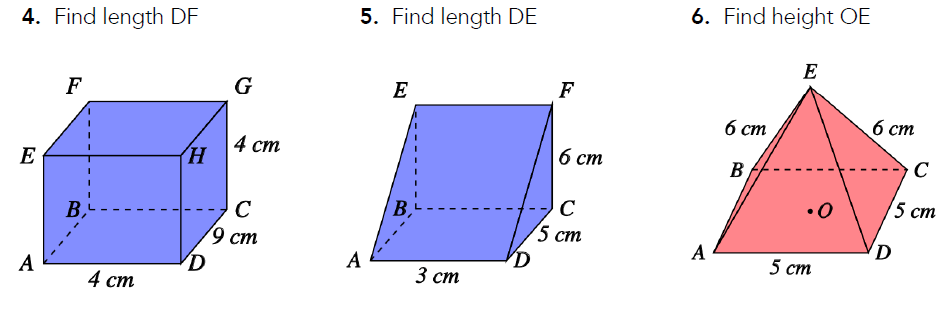 4. Find length DF
F
G
E
H
4 cm
B
C
9 cm
A
D
4 cm
5. Find length DE
E
F
6 cm
B
C
5 cm
A
D
3 cm
6. Find height OE
E
6 cm
6 cm
B
C
O
5 cm
A
D
5 cm